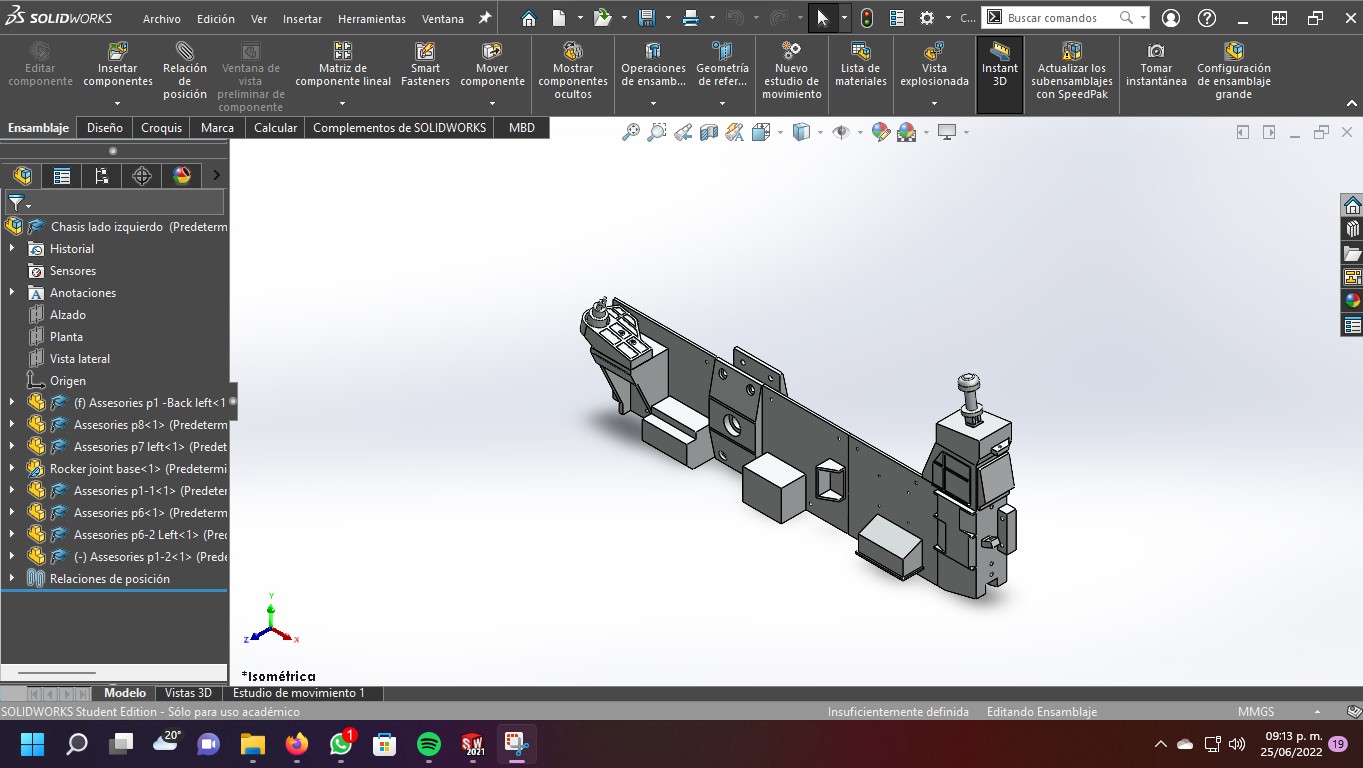 SOLIDWORKS Archivo Edición Ver Insertar Herramientas Ventana C... Buscar comandos
Editar componente
Insertar componentes
Relación de posición
Ventana de vista preliminar de componente
Matriz de componente lineal
Smart Fasteners
Mover componente
Mostrar componentes ocultos
Operaciones de ensamb...
Geometría de refer...
Nuevo estudio de movimiento
Lista de materiales
Vista explosionada
Instant 3D
Actualizar los subensamblajes con SpeedPak
Tomar instantánea
Configuración de ensamblaje grande
Ensamblaje Diseño Croquis Marca Calcular Complementos de SOLIDWORKS MBD
Chasis lado izquierdo (Predeterm
Historial
Sensores
Anotaciones
Alzado
Planta
Vista lateral
Origen
(f) Assesories p1 -Back left<1
Assesories p8<1> (Predeterm
Assesories p7 left<1> (Predet
Rocker joint base<1> (Predetermi
Assesories p1-1<1> (Predeter
Assesories p6<1> (Predeterm
Assesories p6-2 Left<1> (Pred
(-) Assesories p1-2<1> (Prede
Relaciones de posición
Y
Z X
*Isométrica
Modelo Vistas 3D Estudio de movimiento 1
SOLIDWORKS Student Edition - Sólo para uso académico Insuficientemente definida Editando Ensamblaje MMGS
20° 1 SW 2021 09:13 p. m. 19
25/06/2022